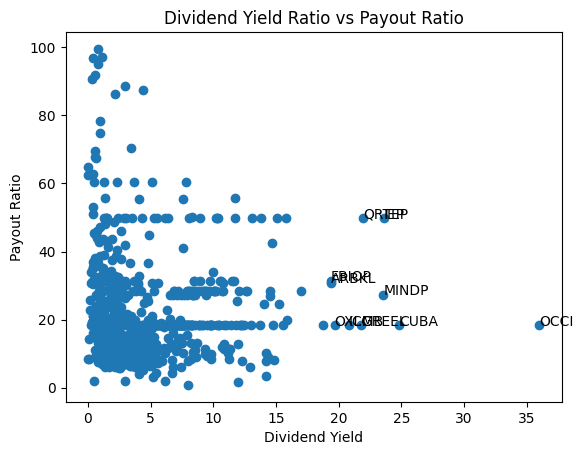 Dividend Yield Ratio vs Payout Ratio
100
80
60
40
20
0
Payout Ratio
QRTEP
MINDP
CUBA
OCCI
0
5
10
15
20
25
30
35
Dividend Yield